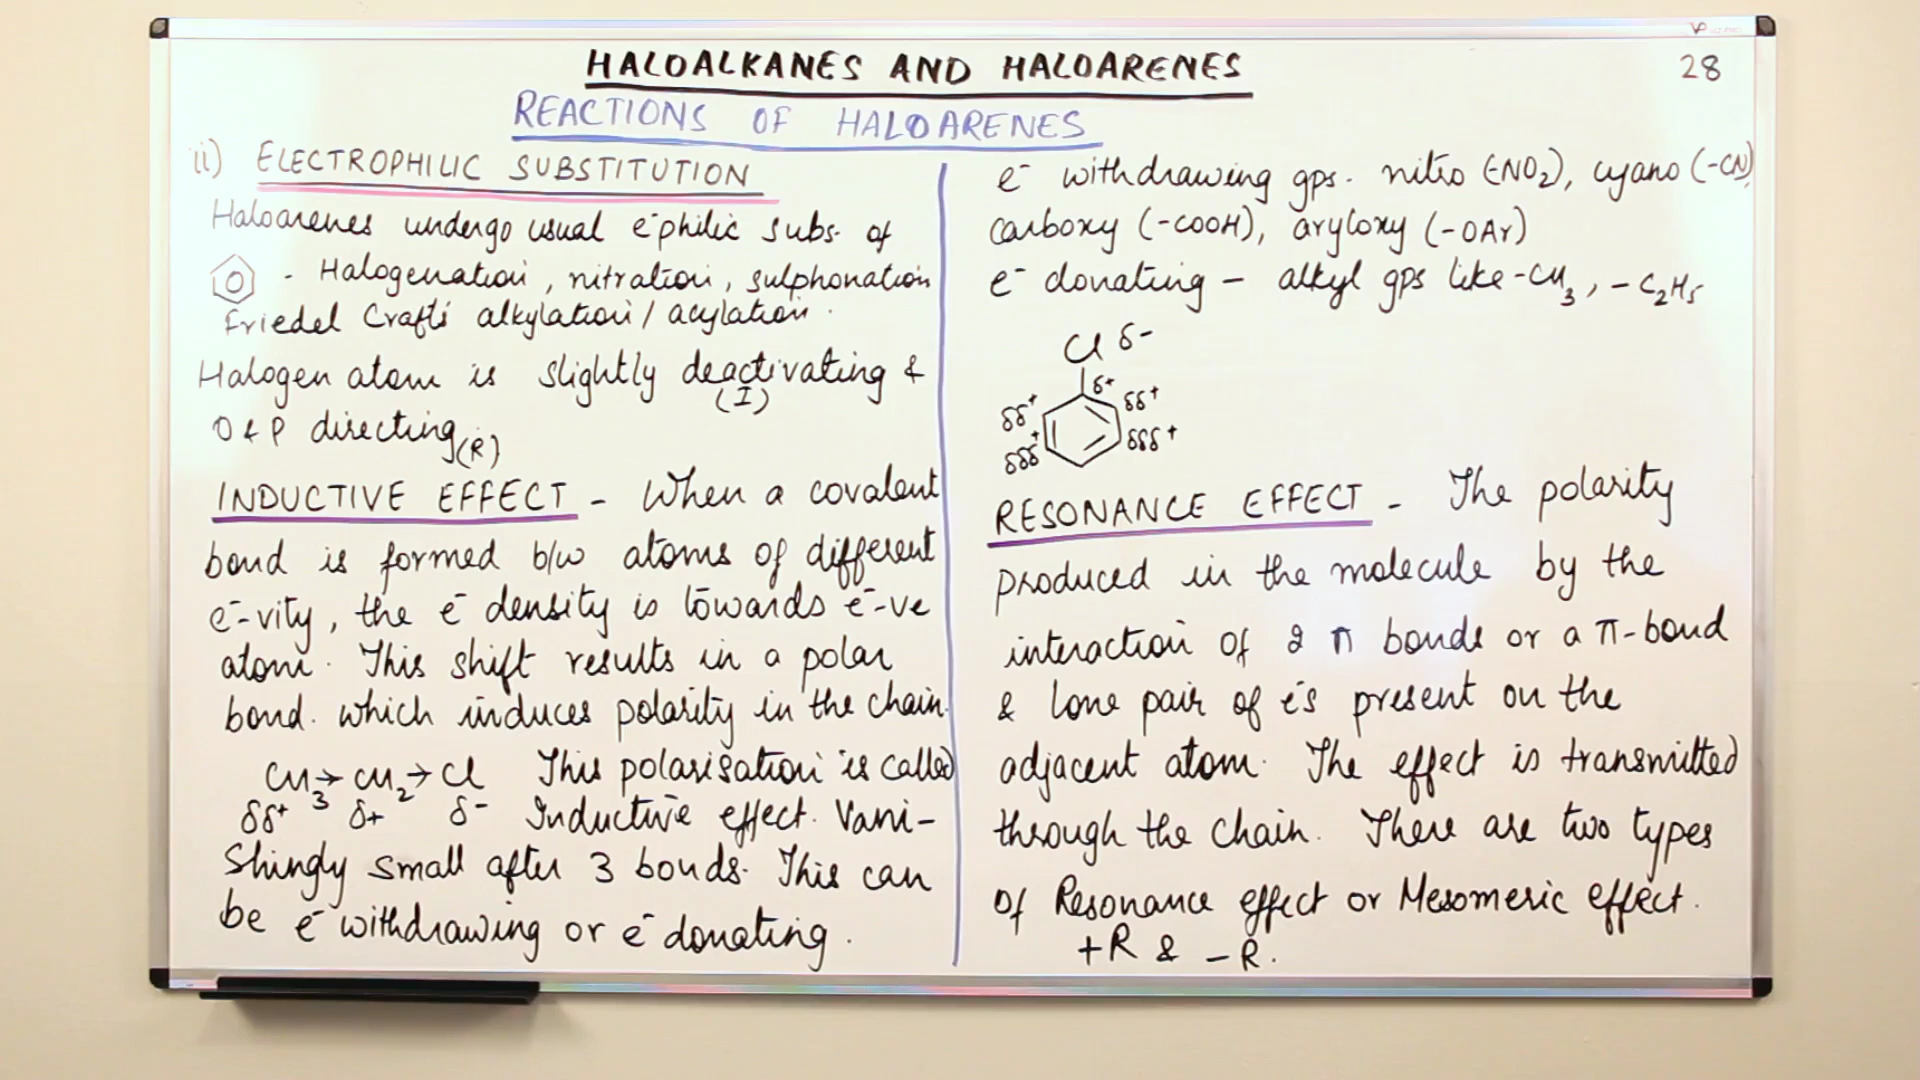 HALOALKANES AND HALOARENES
28
REACTIONS OF HALOARENES
ii) ELECTROPHILIC SUBSTITUTION
Haloarenes undergo usual e⁻philic subs. of
- Halogenation, nitration, sulphonation
Friedel Crafts alkylation/acylation.
Halogen atom is slightly deactivating &
(I)
O & P directing (R)
INDUCTIVE EFFECT - When a covalent
bond is formed b/w atoms of different
e⁻-vity, the e⁻ density is towards e⁻-ve
atom. This shift results in a polar
bond. which induces polarity in the chain.
CH₃→CH₂→Cl This polarisation is called
δδ+ δ+ δ- Inductive effect. Vani-
shingly small after 3 bonds. This can
be e⁻ withdrawing or e⁻ donating.
e⁻ withdrawing gps. nitro (-NO₂), cyano (-CN),
carboxy (-COOH), aryloxy (-OAr)
e⁻ donating - alkyl gps like -CH₃, -C₂H₅
Cl δ-
δ+
δδ+ δδ+
δδδ+ δδδ+
RESONANCE EFFECT - The polarity
produced in the molecule by the
interaction of 2 π bonds or a π-bond
& lone pair of e⁻s present on the
adjacent atom. The effect is transmitted
through the chain. There are two types
of Resonance effect or Mesomeric effect.
+R & -R.